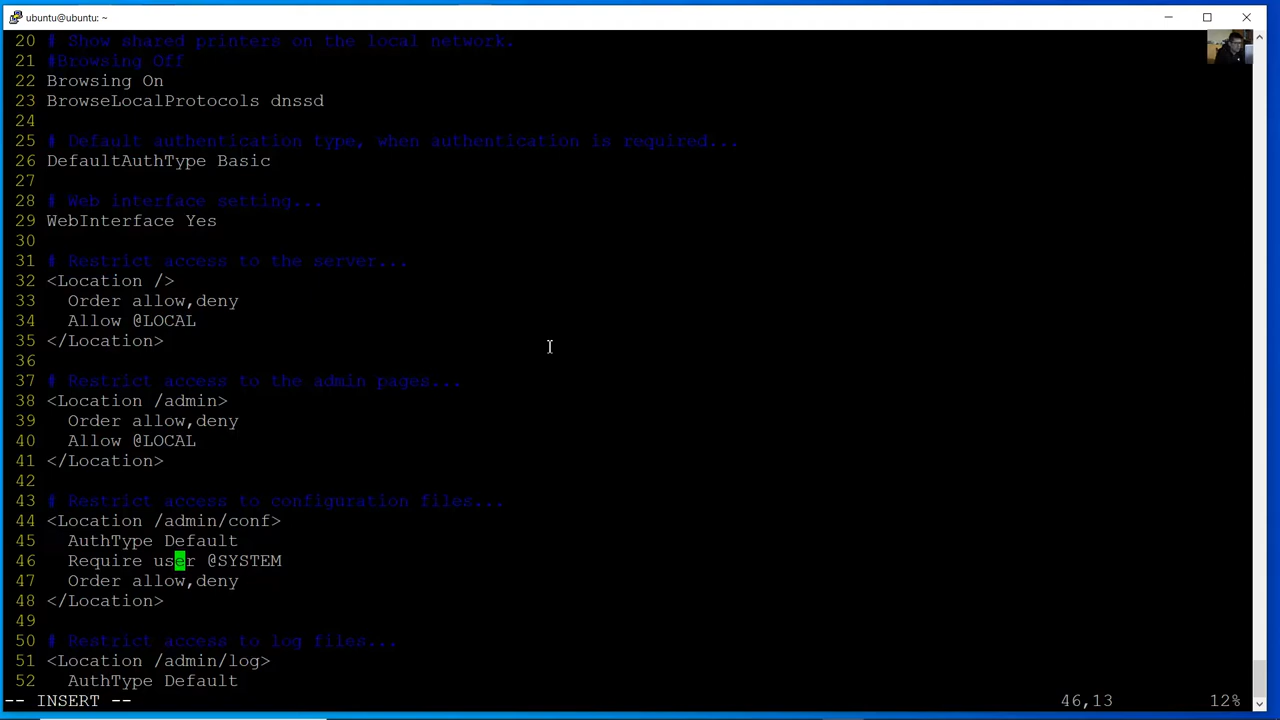 ubuntu@ubuntu: ~
20 # Show shared printers on the local network.
21 #Browsing Off
22 Browsing On
23 BrowseLocalProtocols dnssd
24
25 # Default authentication type, when authentication is required...
26 DefaultAuthType Basic
27
28 # Web interface setting...
29 WebInterface Yes
30
31 # Restrict access to the server...
32 <Location />
33   Order allow,deny
34   Allow @LOCAL
35 </Location>
36
37 # Restrict access to the admin pages...
38 <Location /admin>
39   Order allow,deny
40   Allow @LOCAL
41 </Location>
42
43 # Restrict access to configuration files...
44 <Location /admin/conf>
45   AuthType Default
46   Require user @SYSTEM
47   Order allow,deny
48 </Location>
49
50 # Restrict access to log files...
51 <Location /admin/log>
52   AuthType Default
-- INSERT -- 46,13 12%